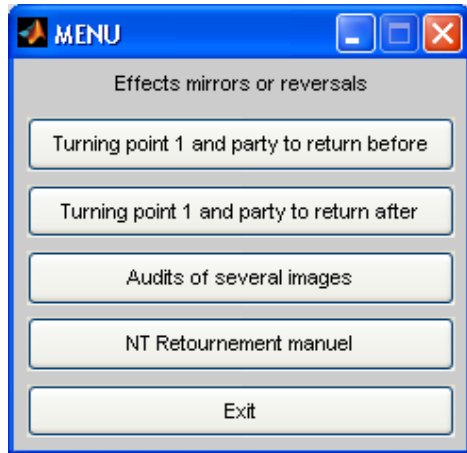 MENU
Effects mirrors or reversals
Turning point 1 and party to return before
Turning point 1 and party to return after
Audits of several images
NT Retournement manuel
Exit